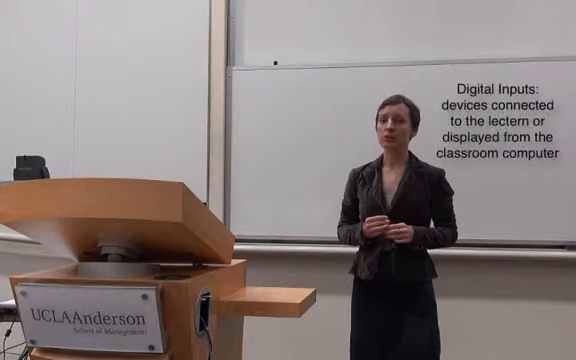 Digital Inputs:
devices connected
to the lectern or
displayed from the
classroom computer
UCLAAnderson
School of Management